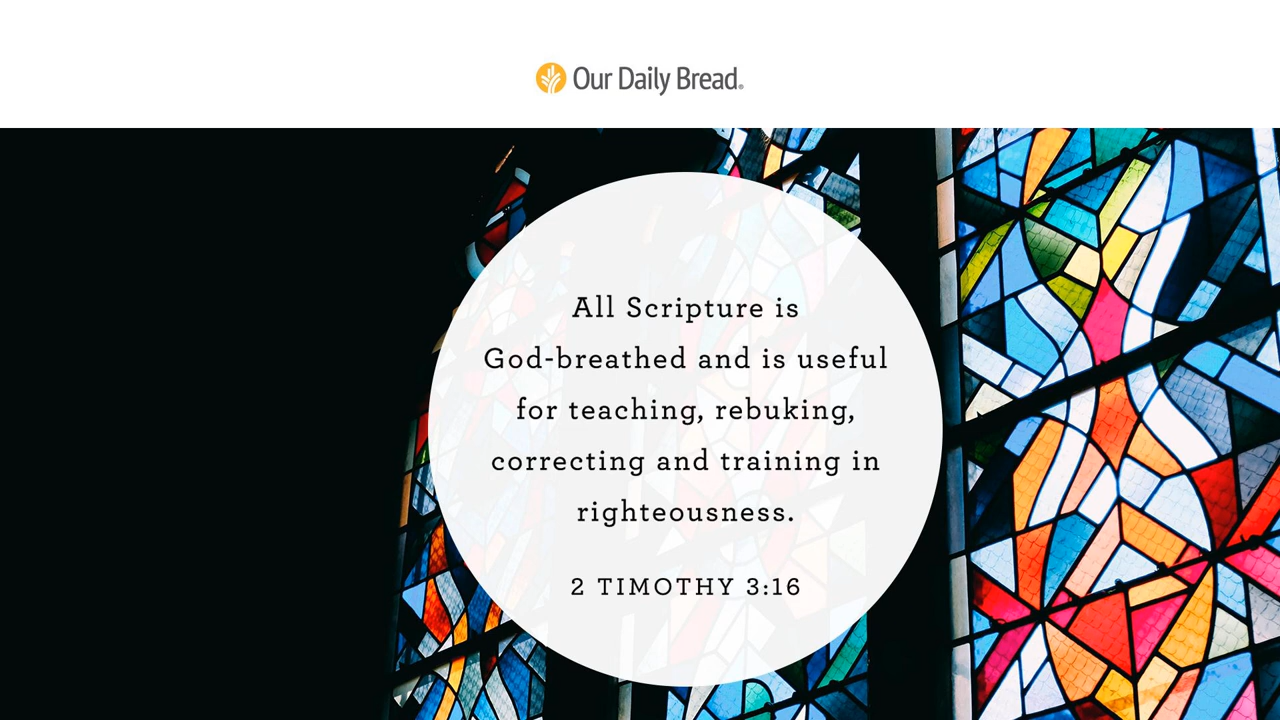 Our Daily Bread®
All Scripture is
God-breathed and is useful
for teaching, rebuking,
correcting and training in
righteousness.
2 TIMOTHY 3:16